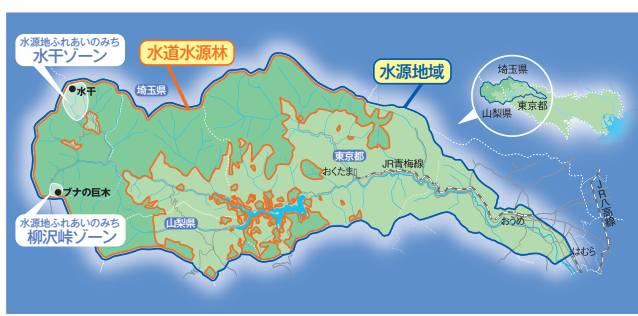 水源地ふれあいのみち
水干ゾーン
水道水源林
水源地域
水干
埼玉県
埼玉県
東京都
山梨県
東京都
おくたま
JR青梅線
ブナの巨木
水源地ふれあいのみち
柳沢峠ゾーン
山梨県
おうめ
はむら
JR八高線